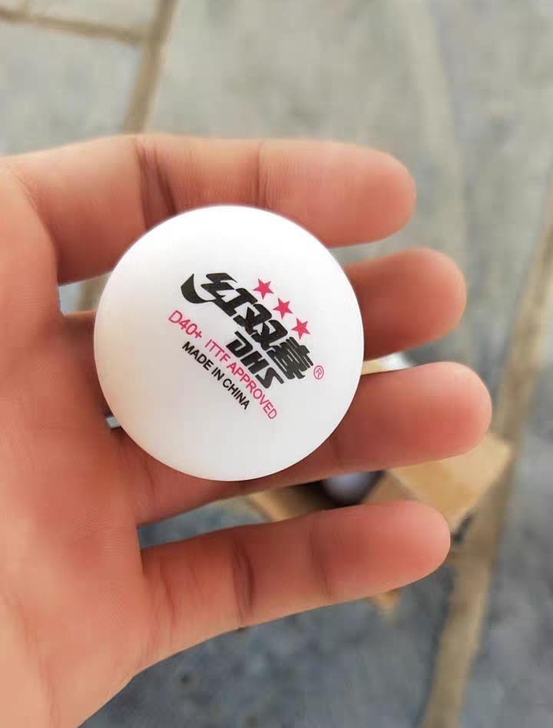 ★★★
红双喜®
DHS
D40+ ITTF APPROVED
MADE IN CHINA